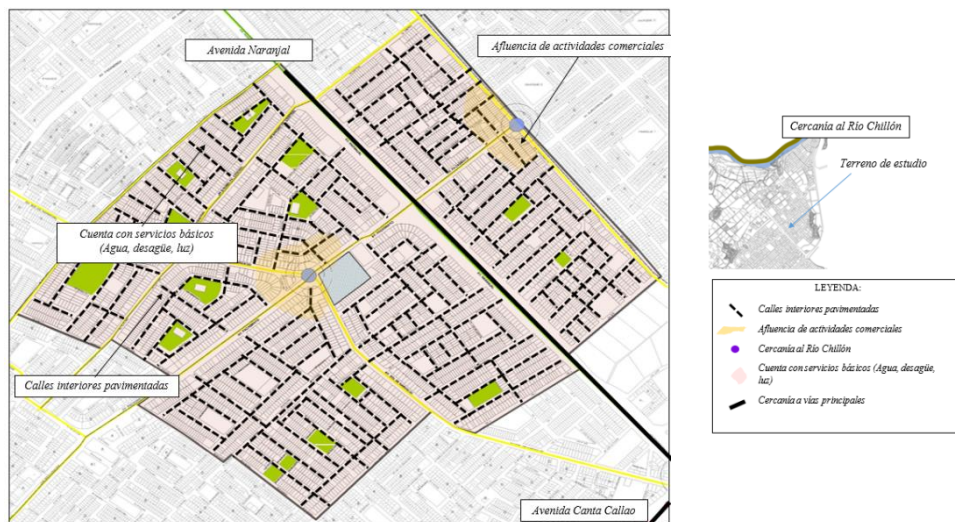 Avenida Naranjal
Afluencia de actividades comerciales
Cuenta con servicios básicos
(Agua, desagüe, luz)
Calles interiores pavimentadas
Avenida Canta Callao
Cercanía al Río Chillón
Terreno de estudio
LEYENDA:
Calles interiores pavimentadas
Afluencia de actividades comerciales
Cercanía al Río Chillón
Cuenta con servicios básicos (Agua, desagüe,
luz)
Cercanía a vías principales